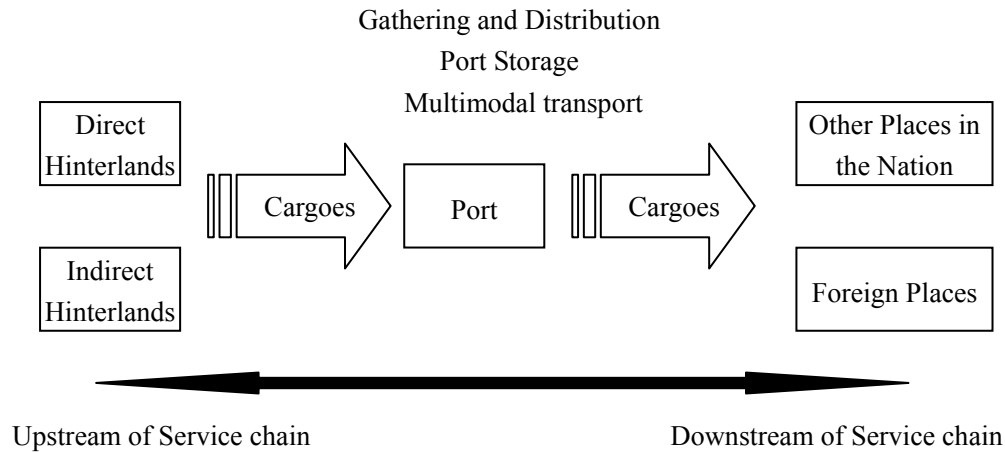 Gathering and Distribution
Port Storage
Multimodal transport
Direct
Hinterlands
Other Places in
the Nation
Cargoes
Port
Cargoes
Indirect
Hinterlands
Foreign Places
Upstream of Service chain
Downstream of Service chain